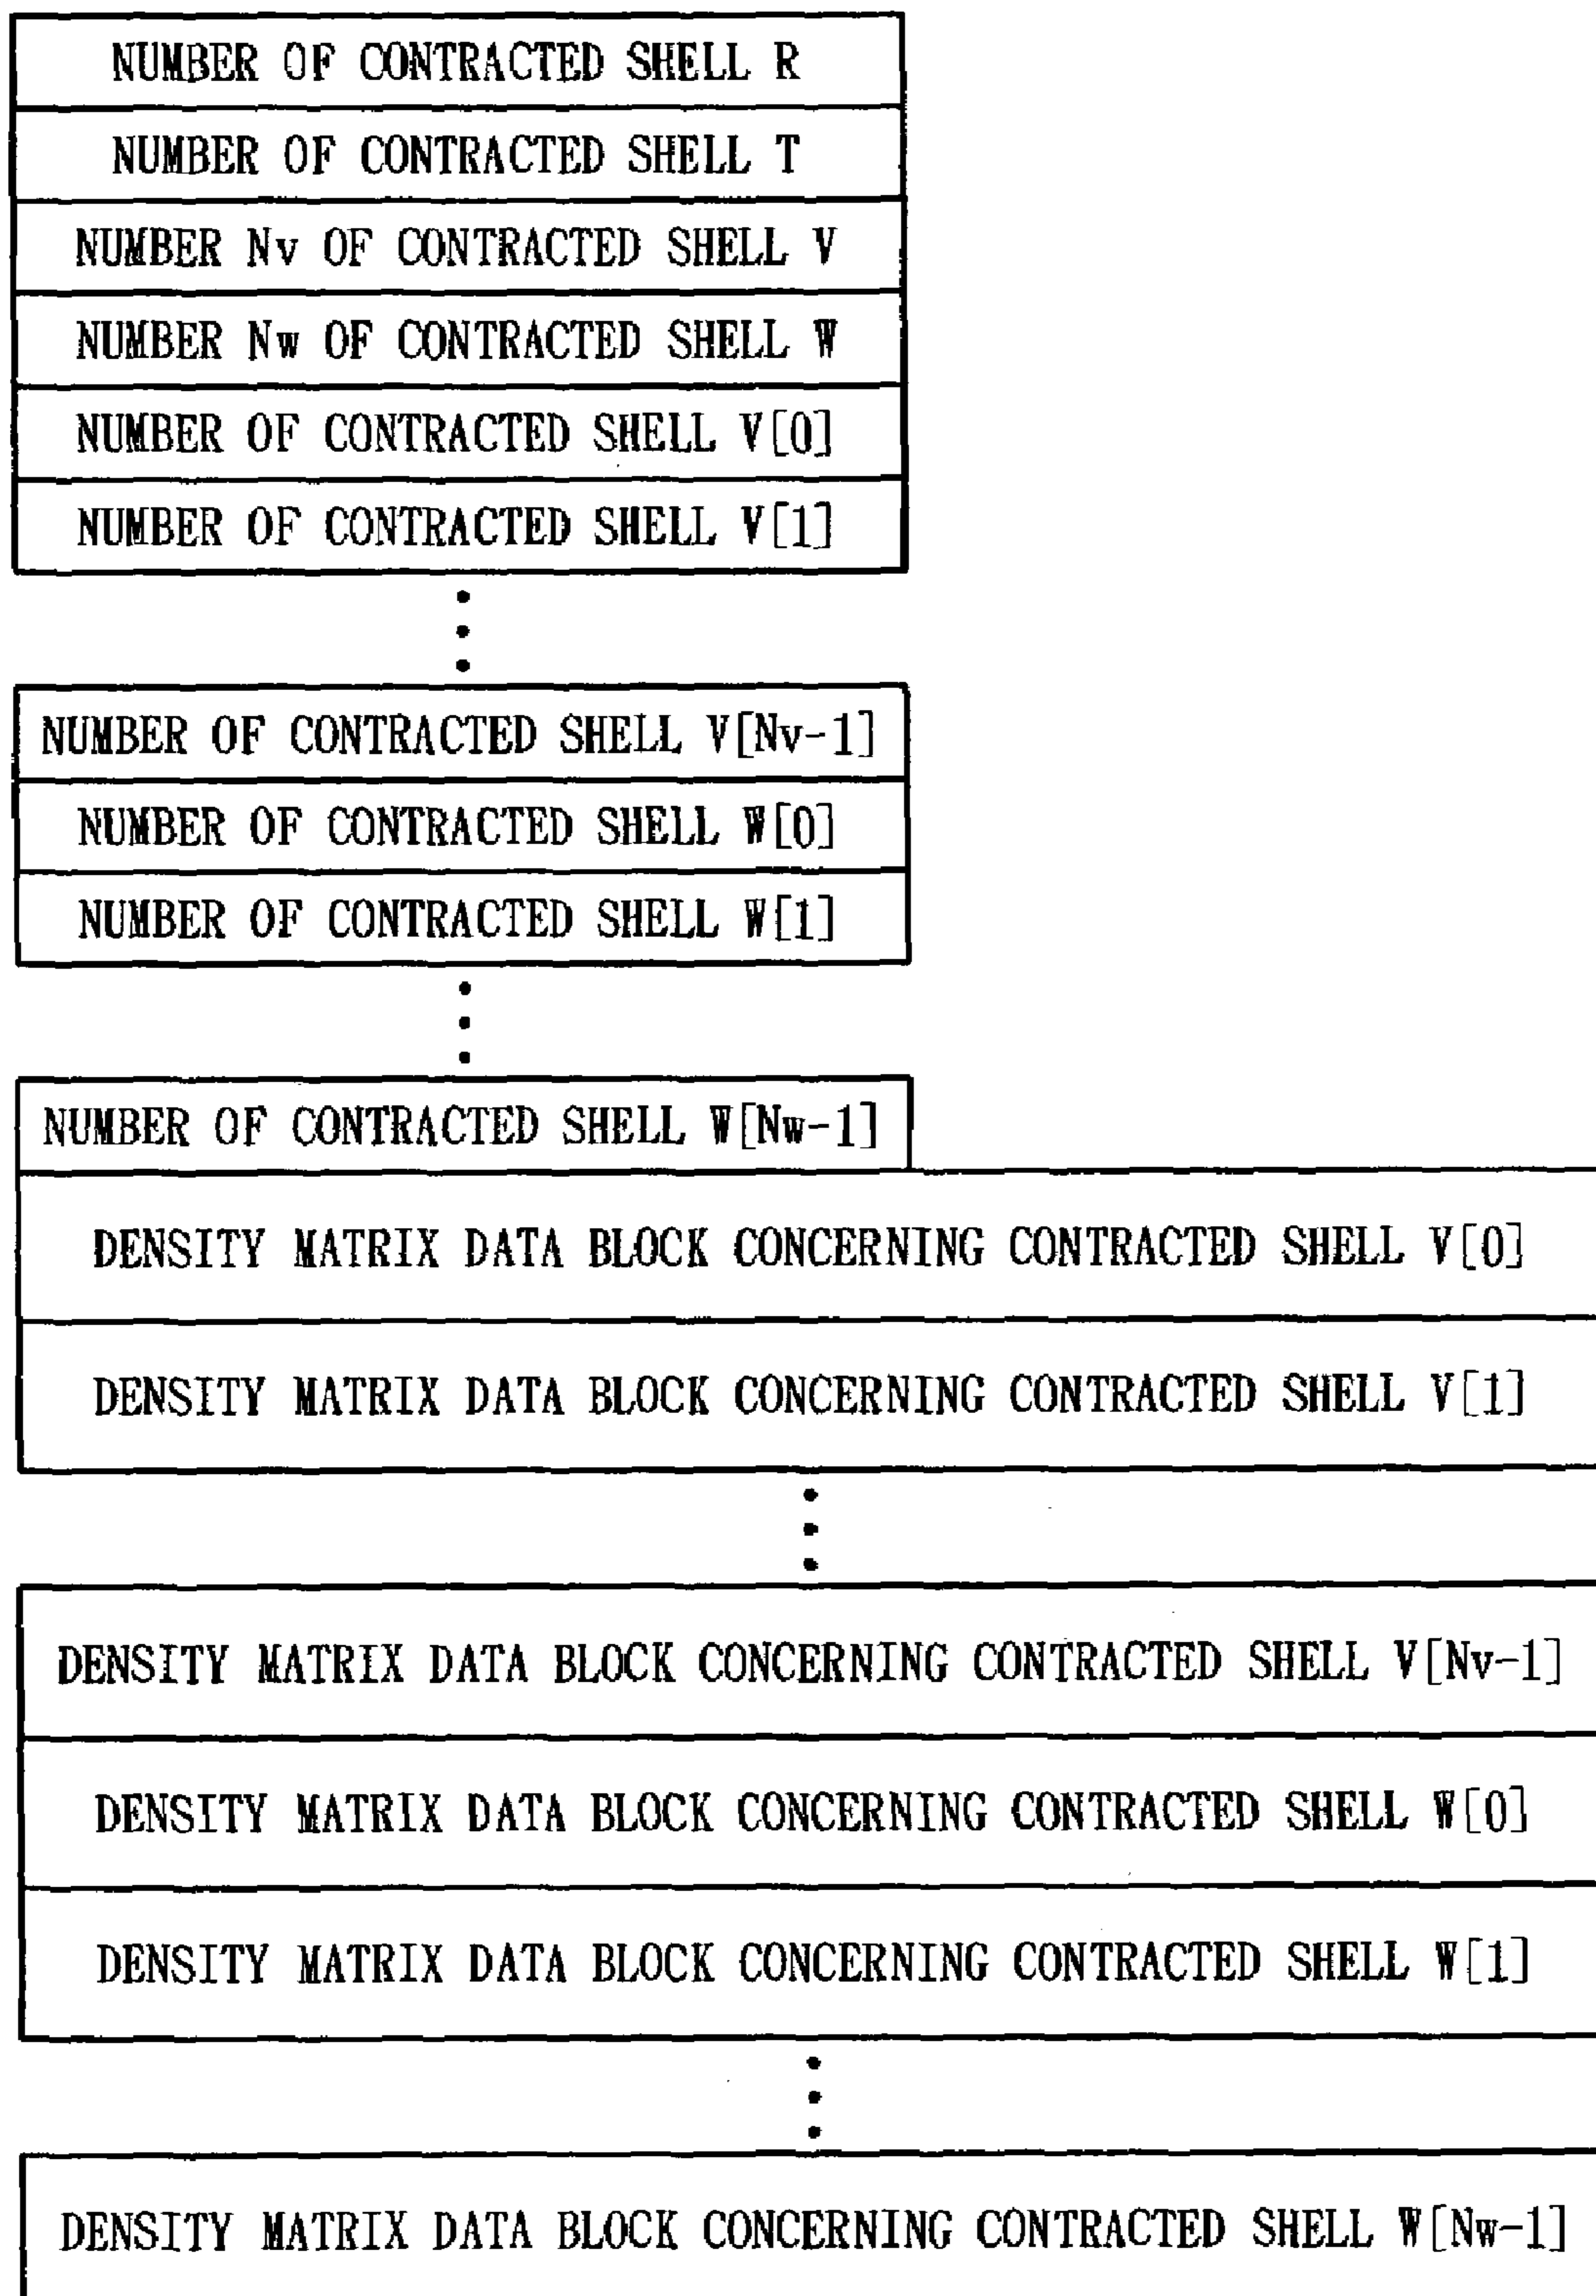 NUMBER OF CONTRACTED SHELL R
NUMBER OF CONTRACTED SHELL T
NUMBER Nv OF CONTRACTED SHELL V
NUMBER Nw OF CONTRACTED SHELL W
NUMBER OF CONTRACTED SHELL V[0]
NUMBER OF CONTRACTED SHELL V[1]
NUMBER OF CONTRACTED SHELL V[Nv-1]
NUMBER OF CONTRACTED SHELL W[0]
NUMBER OF CONTRACTED SHELL W[1]
NUMBER OF CONTRACTED SHELL W[Nw-1]
DENSITY MATRIX DATA BLOCK CONCERNING CONTRACTED SHELL V[0]
DENSITY MATRIX DATA BLOCK CONCERNING CONTRACTED SHELL V[1]
DENSITY MATRIX DATA BLOCK CONCERNING CONTRACTED SHELL V[Nv-1]
DENSITY MATRIX DATA BLOCK CONCERNING CONTRACTED SHELL W[0]
DENSITY MATRIX DATA BLOCK CONCERNING CONTRACTED SHELL W[1]
DENSITY MATRIX DATA BLOCK CONCERNING CONTRACTED SHELL W[Nw-1]